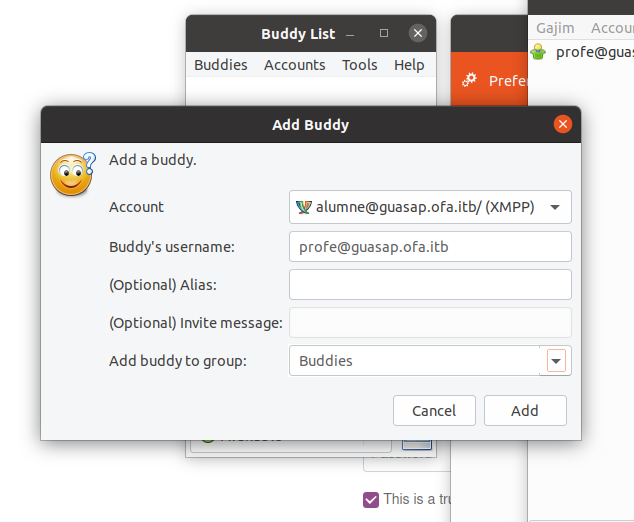 Buddy List
Gajim Accou
Buddies Accounts Tools Help
profe@guas
Prefer
Add Buddy
Add a buddy.
Account
alumne@guasap.ofa.itb/ (XMPP)
Buddy's username:
profe@guasap.ofa.itb
(Optional) Alias:
(Optional) Invite message:
Add buddy to group:
Buddies
Cancel
Add
This is a tru